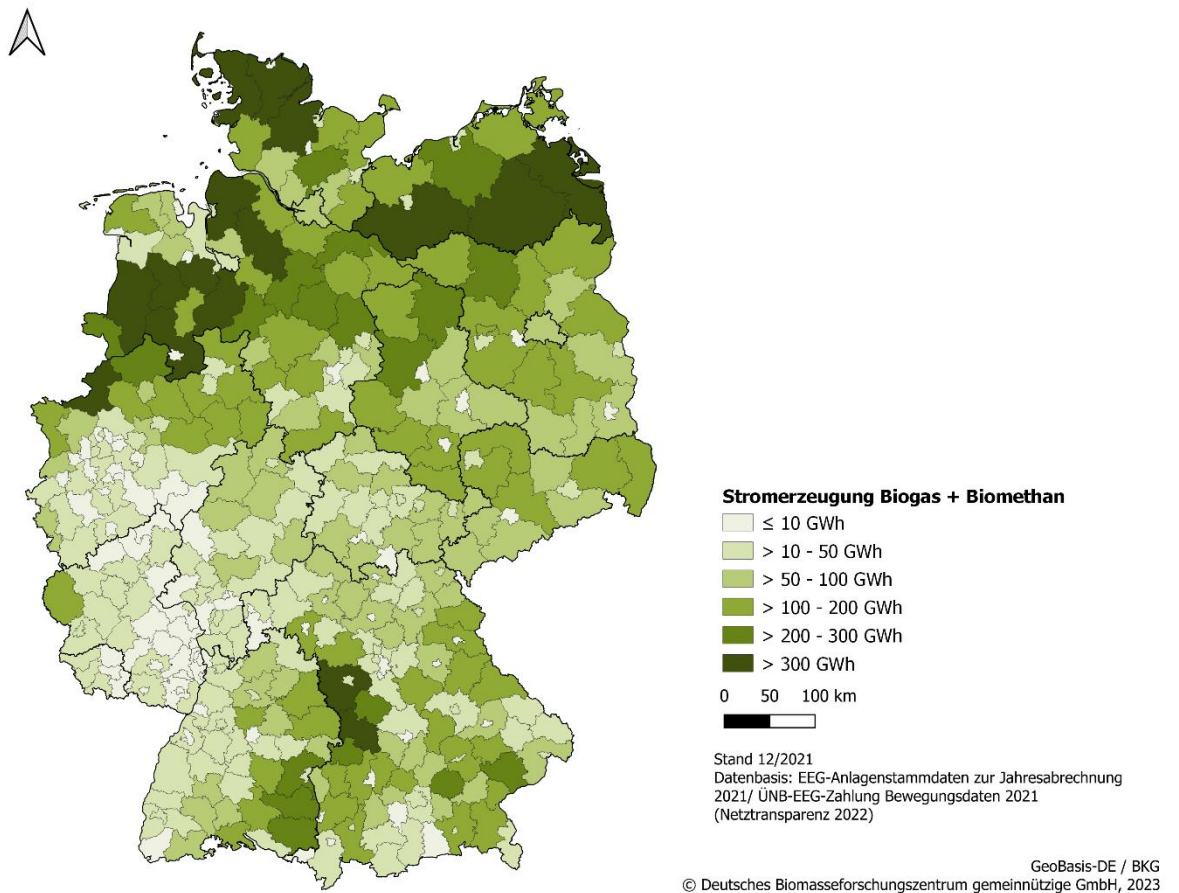 Stromerzeugung Biogas + Biomethan
≤ 10 GWh
> 10 - 50 GWh
> 50 - 100 GWh
> 100 - 200 GWh
> 200 - 300 GWh
> 300 GWh
0 50 100 km
Stand 12/2021
Datenbasis: EEG-Anlagenstammdaten zur Jahresabrechnung
2021/ ÜNB-EEG-Zahlung Bewegungsdaten 2021
(Netztransparenz 2022)
GeoBasis-DE / BKG
© Deutsches Biomasseforschungszentrum gemeinnützige GmbH, 2023